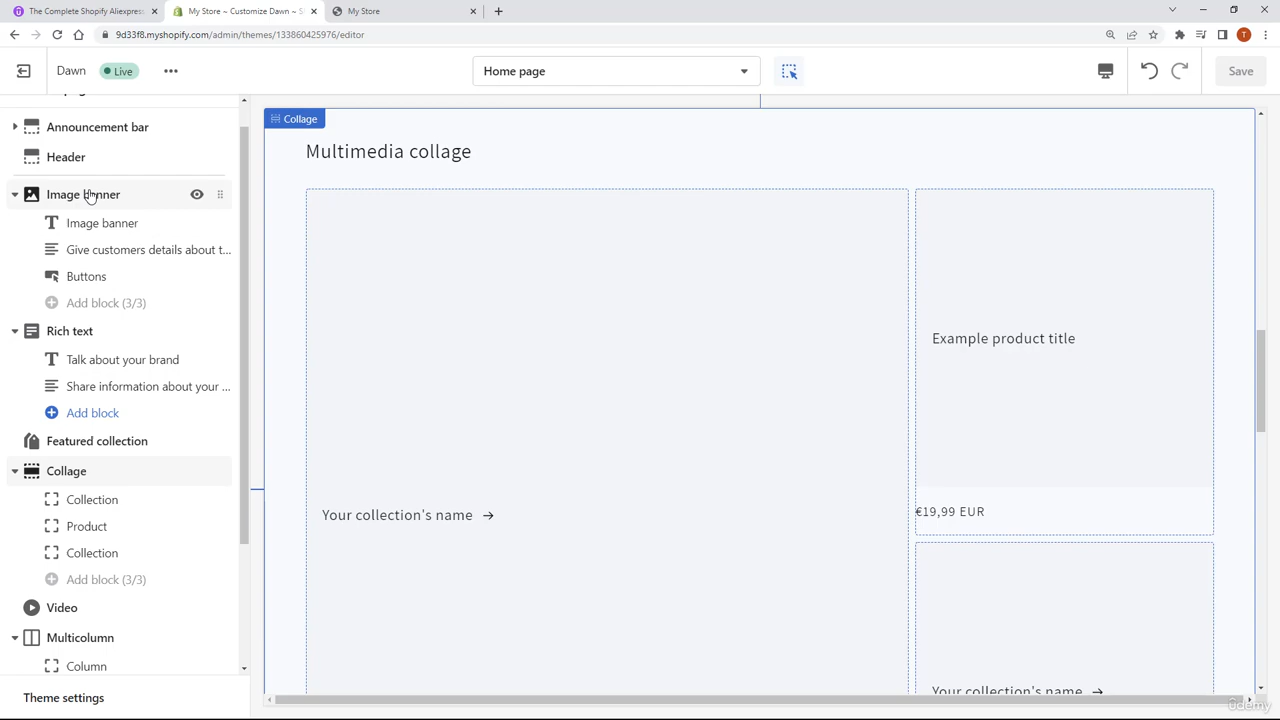 The Complete Shopify Aliexpres
My Store ~ Customize Dawn ~ S
My Store
9d33f8.myshopify.com/admin/themes/133860425976/editor
T
Dawn
Live
Home page
Save
Announcement bar
Header
Image banner
Image banner
Give customers details about t...
Buttons
Add block (3/3)
Rich text
Talk about your brand
Share information about your ...
Add block
Featured collection
Collage
Collection
Product
Collection
Add block (3/3)
Video
Multicolumn
Column
Theme settings
Collage
Multimedia collage
Your collection's name →
Example product title
€19,99 EUR
Your collection's name →
ûdemy